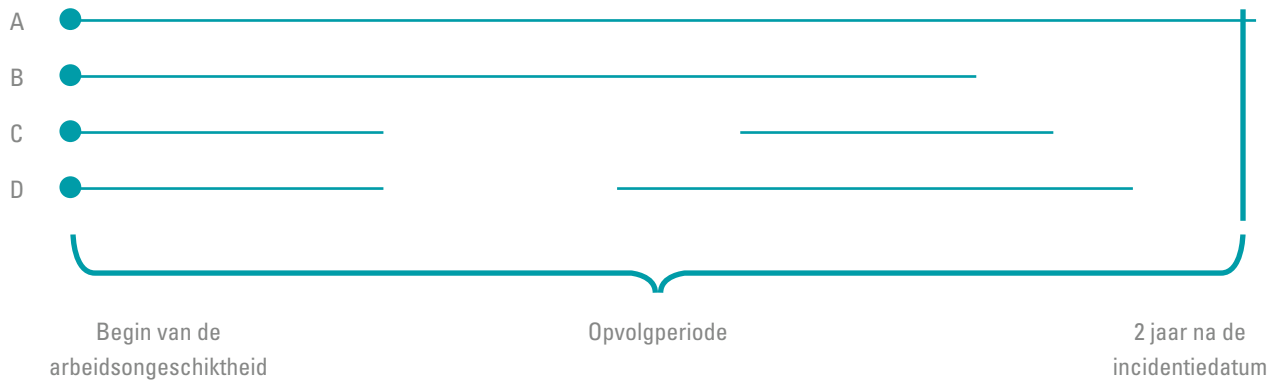 A
B
C
D
Begin van de
arbeidsongeschiktheid
Opvolgperiode
2 jaar na de
incidentiedatum